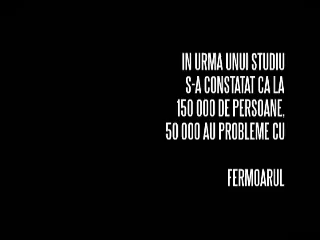 IN URMA UNUI STUDIU
S-A CONSTATAT CA LA
150 000 DE PERSOANE,
50 000 AU PROBLEME CU
FERMOARUL